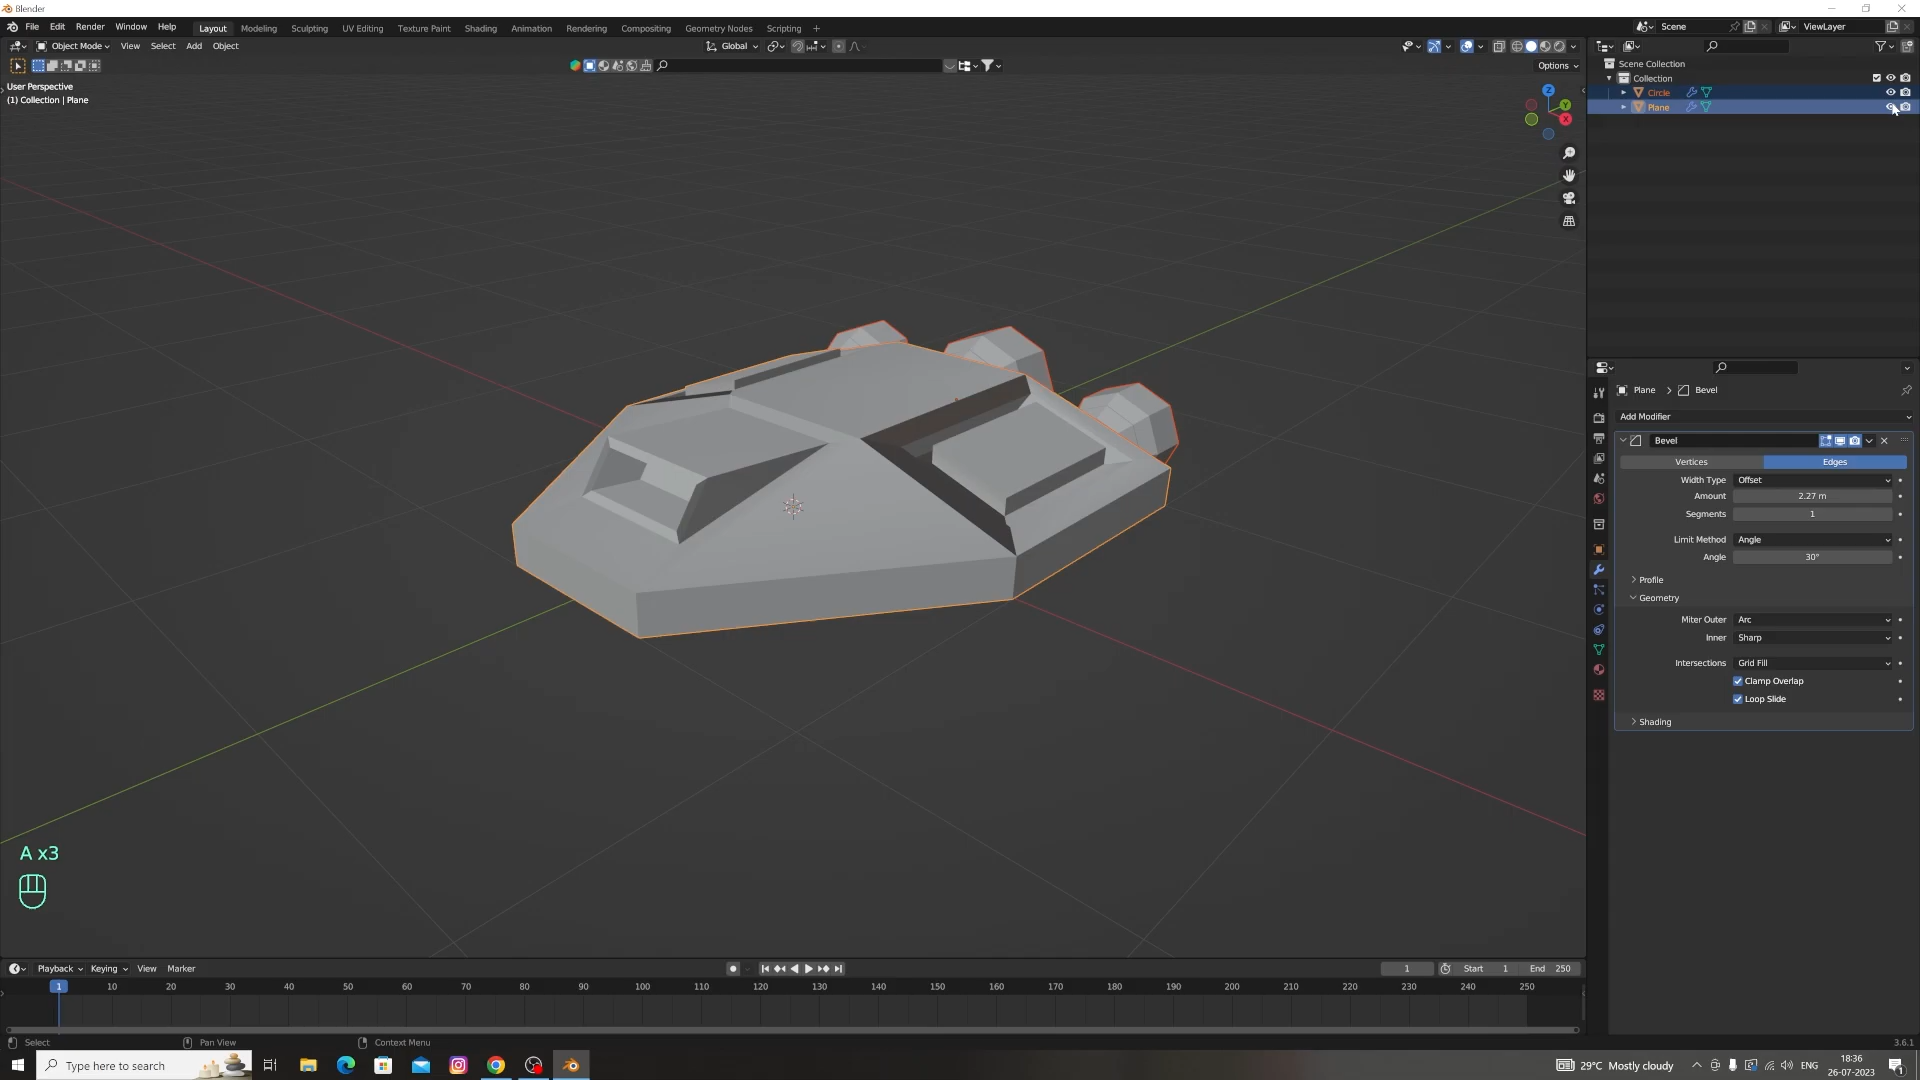 Blender
File Edit Render Window Help Layout Modeling Sculpting UV Editing Texture Paint Shading Animation Rendering Compositing Geometry Nodes Scripting + Scene ViewLayer
Object Mode View Select Add Object Global
Options
User Perspective
(1) Collection | Plane
Z
Y
X
Scene Collection
Collection
Circle
Plane
Plane > Bevel
Add Modifier
Bevel
Vertices Edges
Width Type Offset
Amount 2.27 m
Segments 1
Limit Method Angle
Angle 30°
Profile
Geometry
Miter Outer Arc
Inner Sharp
Intersections Grid Fill
Clamp Overlap
Loop Slide
Shading
A x3
Playback Keying View Marker 1 Start 1 End 250
1 10 20 30 40 50 60 70 80 90 100 110 120 130 140 150 160 170 180 190 200 210 220 230 240 250
Select Pan View Context Menu 3.6.1
Type here to search 29°C Mostly cloudy ENG 18:36
26-07-2023
1